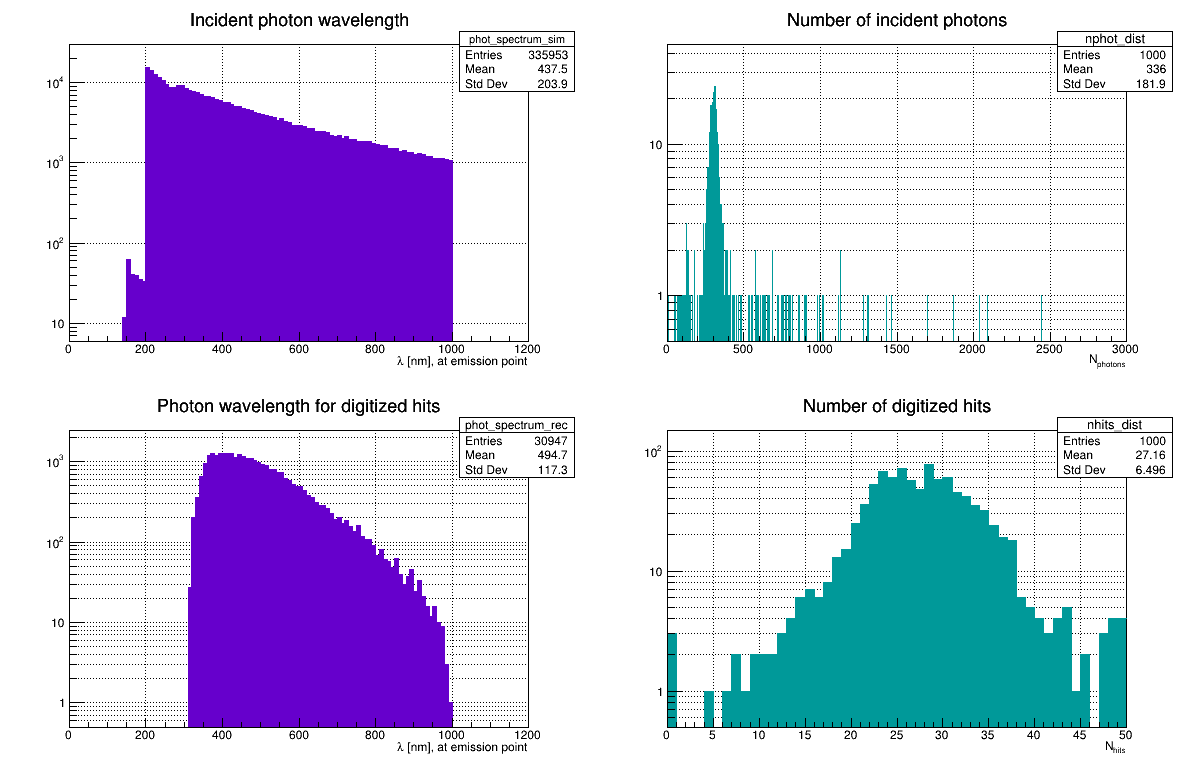 Incident photon wavelength
phot_spectrum_sim
Entries 335953
Mean 437.5
Std Dev 203.9
10^4
10^3
10^2
10
0 200 400 600 800 1000 1200
λ [nm], at emission point
Number of incident photons
nphot_dist
Entries 1000
Mean 336
Std Dev 181.9
10
1
0 500 1000 1500 2000 2500 3000
N_photons
Photon wavelength for digitized hits
phot_spectrum_rec
Entries 30947
Mean 494.7
Std Dev 117.3
10^3
10^2
10
1
0 200 400 600 800 1000 1200
λ [nm], at emission point
Number of digitized hits
nhits_dist
Entries 1000
Mean 27.16
Std Dev 6.496
10^2
10
1
0 5 10 15 20 25 30 35 40 45 50
N_hits